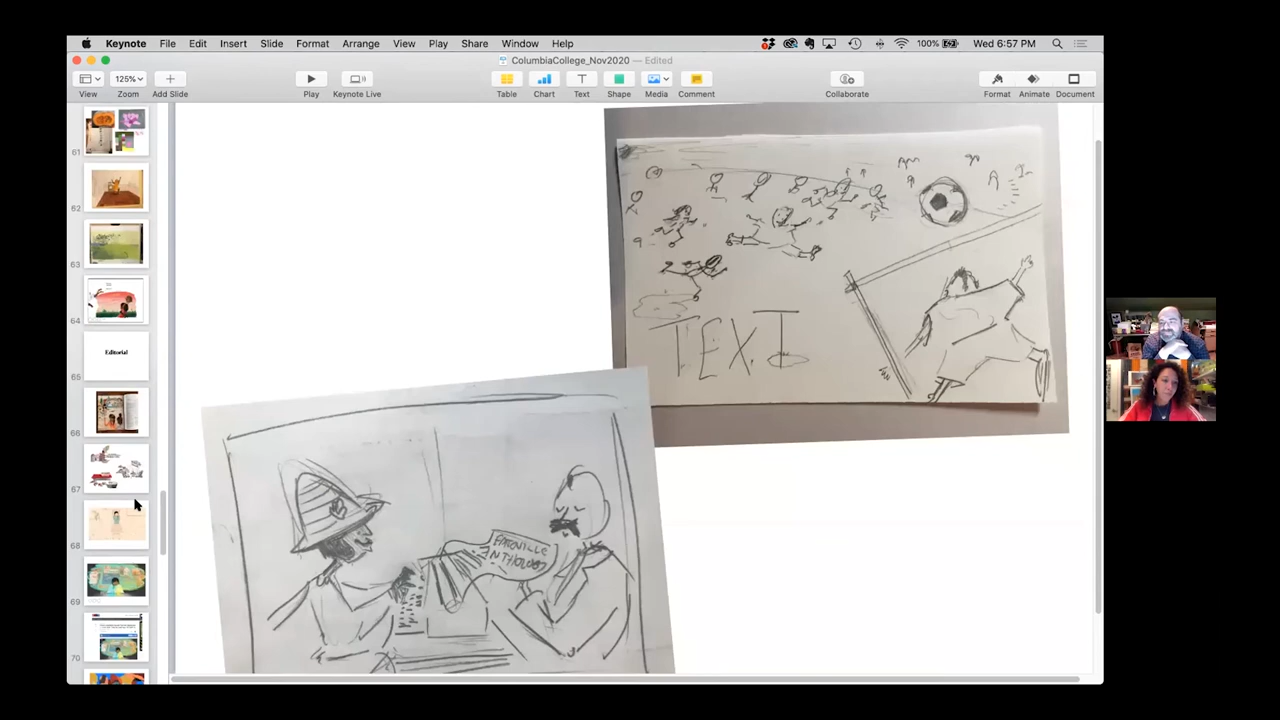 Keynote File Edit Insert Slide Format Arrange View Play Share Window Help 100% Wed 6:57 PM
ColumbiaCollege_Nov2020 — Edited
125%
View Zoom Add Slide Play Keynote Live Table Chart Text Shape Media Comment Collaborate Format Animate Document
61
62
63
64
Editorial
65
66
67
68
69
70
TEXT